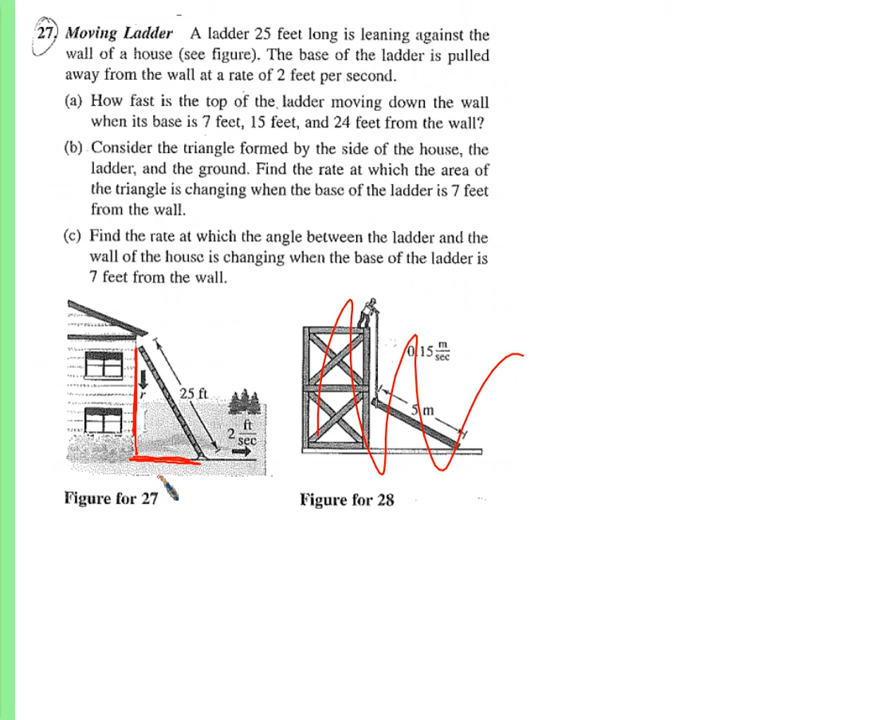 27. Moving Ladder A ladder 25 feet long is leaning against the
wall of a house (see figure). The base of the ladder is pulled
away from the wall at a rate of 2 feet per second.
(a) How fast is the top of the ladder moving down the wall
when its base is 7 feet, 15 feet, and 24 feet from the wall?
(b) Consider the triangle formed by the side of the house, the
ladder, and the ground. Find the rate at which the area of
the triangle is changing when the base of the ladder is 7 feet
from the wall.
(c) Find the rate at which the angle between the ladder and the
wall of the house is changing when the base of the ladder is
7 feet from the wall.
0.15 m/sec
r
25 ft
5 m
2 ft/sec
Figure for 27
Figure for 28